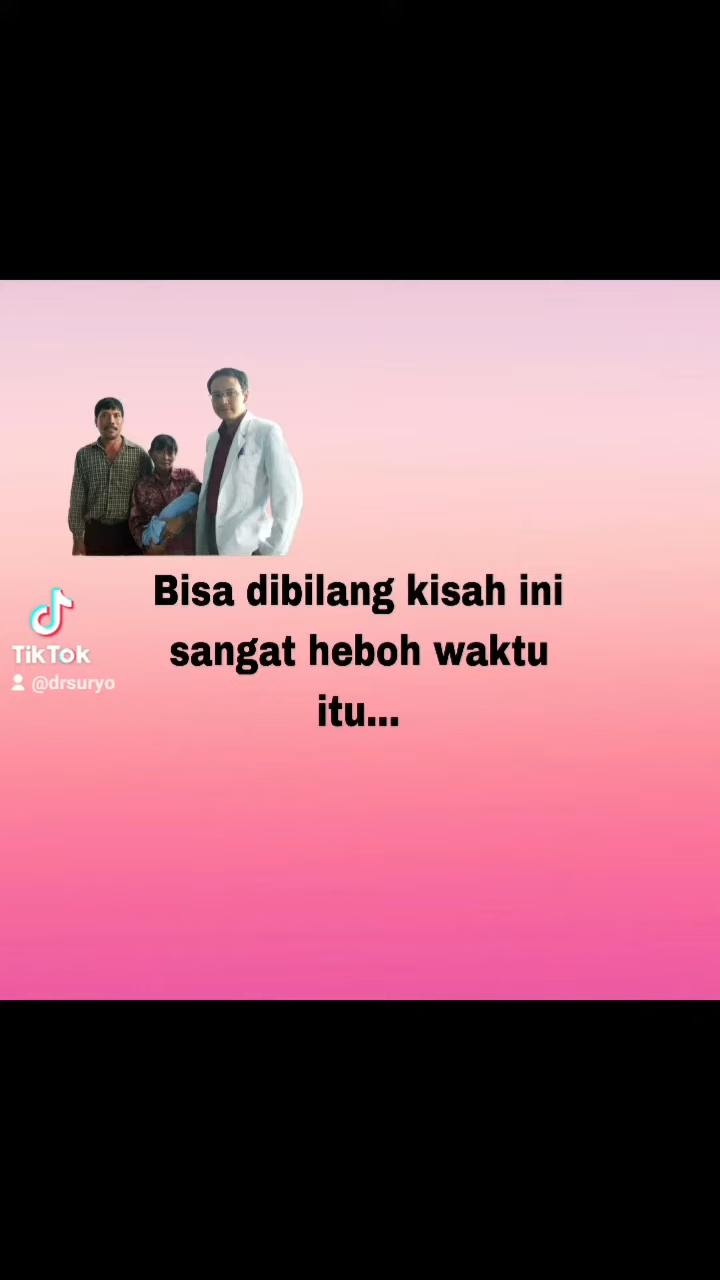 Bisa dibilang kisah ini
sangat heboh waktu
itu...
TikTok
@drsuryo